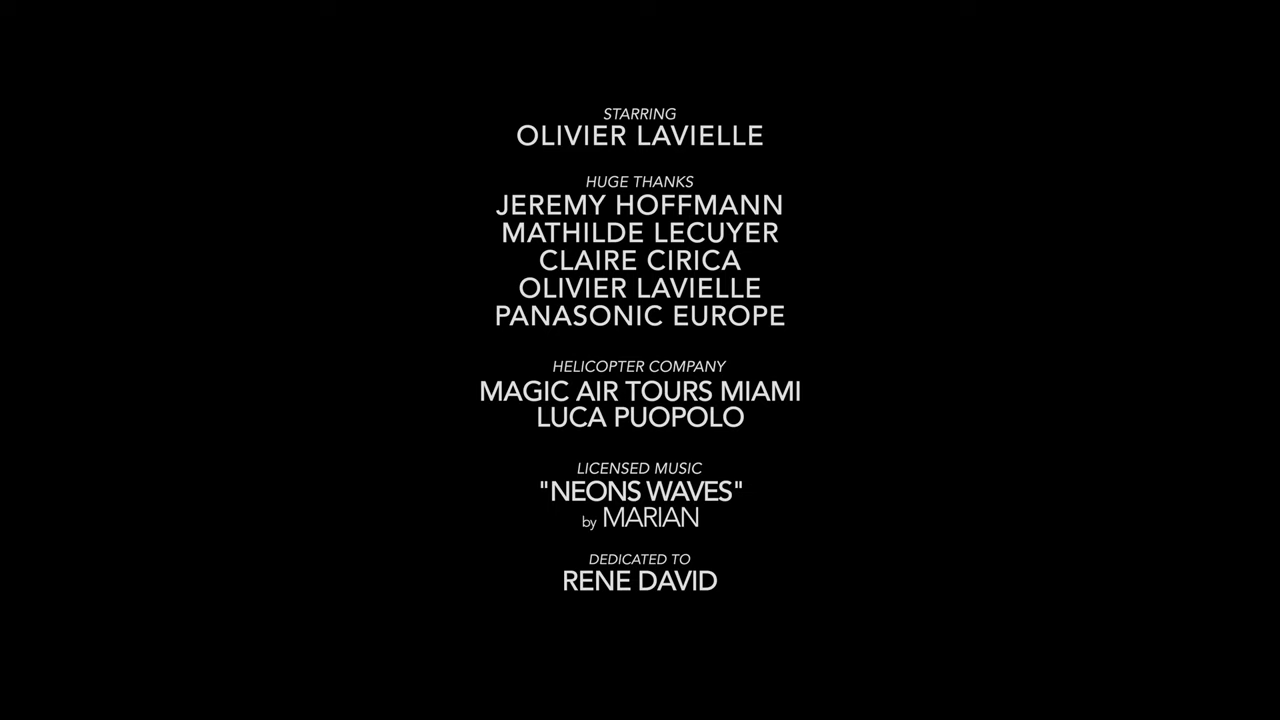 STARRING
OLIVIER LAVIELLE
HUGE THANKS
JEREMY HOFFMANN
MATHILDE LECUYER
CLAIRE CIRICA
OLIVIER LAVIELLE
PANASONIC EUROPE
HELICOPTER COMPANY
MAGIC AIR TOURS MIAMI
LUCA PUOPOLO
LICENSED MUSIC
"NEONS WAVES"
by MARIAN
DEDICATED TO
RENE DAVID